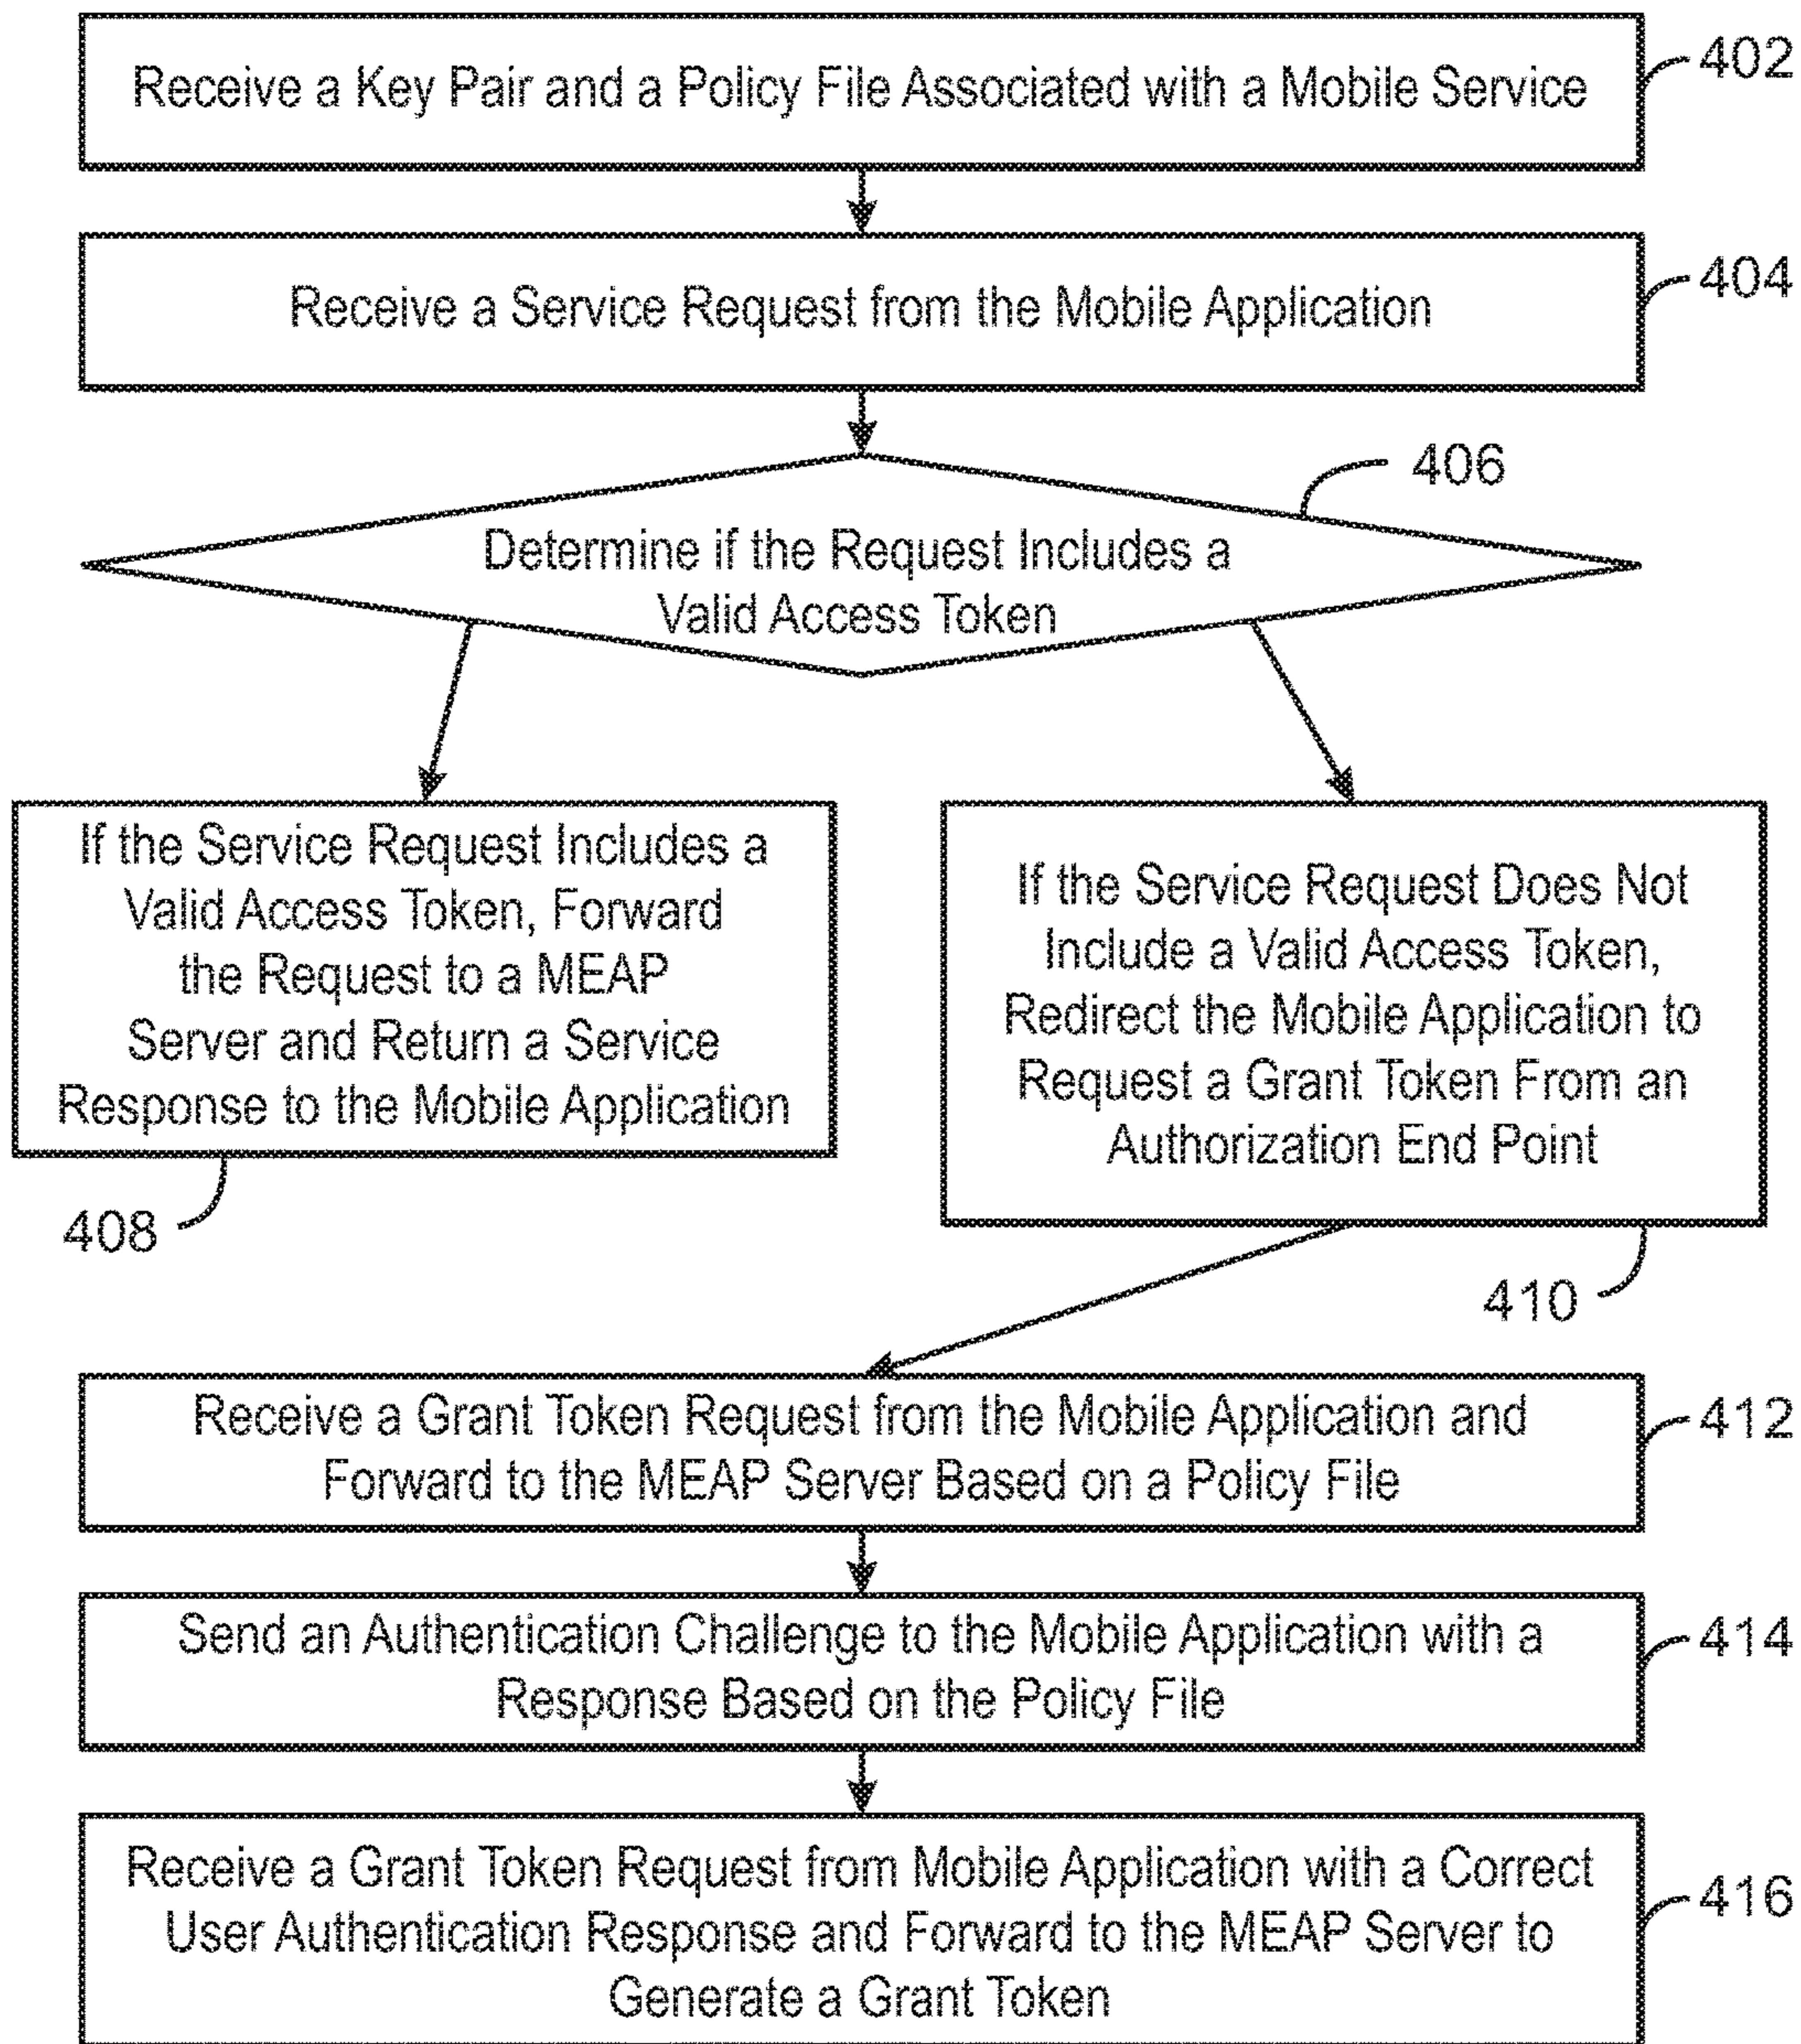 Receive a Key Pair and a Policy File Associated with a Mobile Service
402
Receive a Service Request from the Mobile Application
404
406
Determine if the Request Includes a
Valid Access Token
If the Service Request Includes a
Valid Access Token, Forward
the Request to a MEAP
Server and Return a Service
Response to the Mobile Application
408
If the Service Request Does Not
Include a Valid Access Token,
Redirect the Mobile Application to
Request a Grant Token From an
Authorization End Point
410
Receive a Grant Token Request from the Mobile Application and
Forward to the MEAP Server Based on a Policy File
412
Send an Authentication Challenge to the Mobile Application with a
Response Based on the Policy File
414
Receive a Grant Token Request from Mobile Application with a Correct
User Authentication Response and Forward to the MEAP Server to
Generate a Grant Token
416